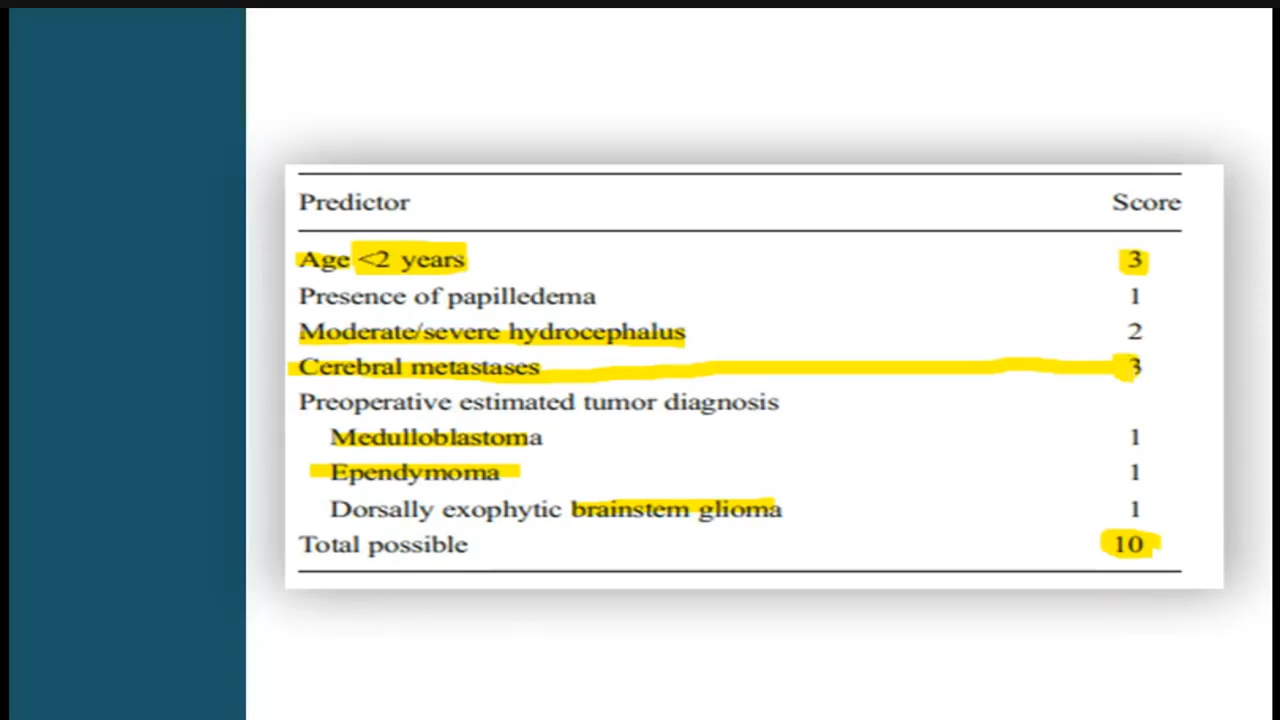 Predictor Score
Age <2 years 3
Presence of papilledema 1
Moderate/severe hydrocephalus 2
Cerebral metastases 3
Preoperative estimated tumor diagnosis
Medulloblastoma 1
Ependymoma 1
Dorsally exophytic brainstem glioma 1
Total possible 10